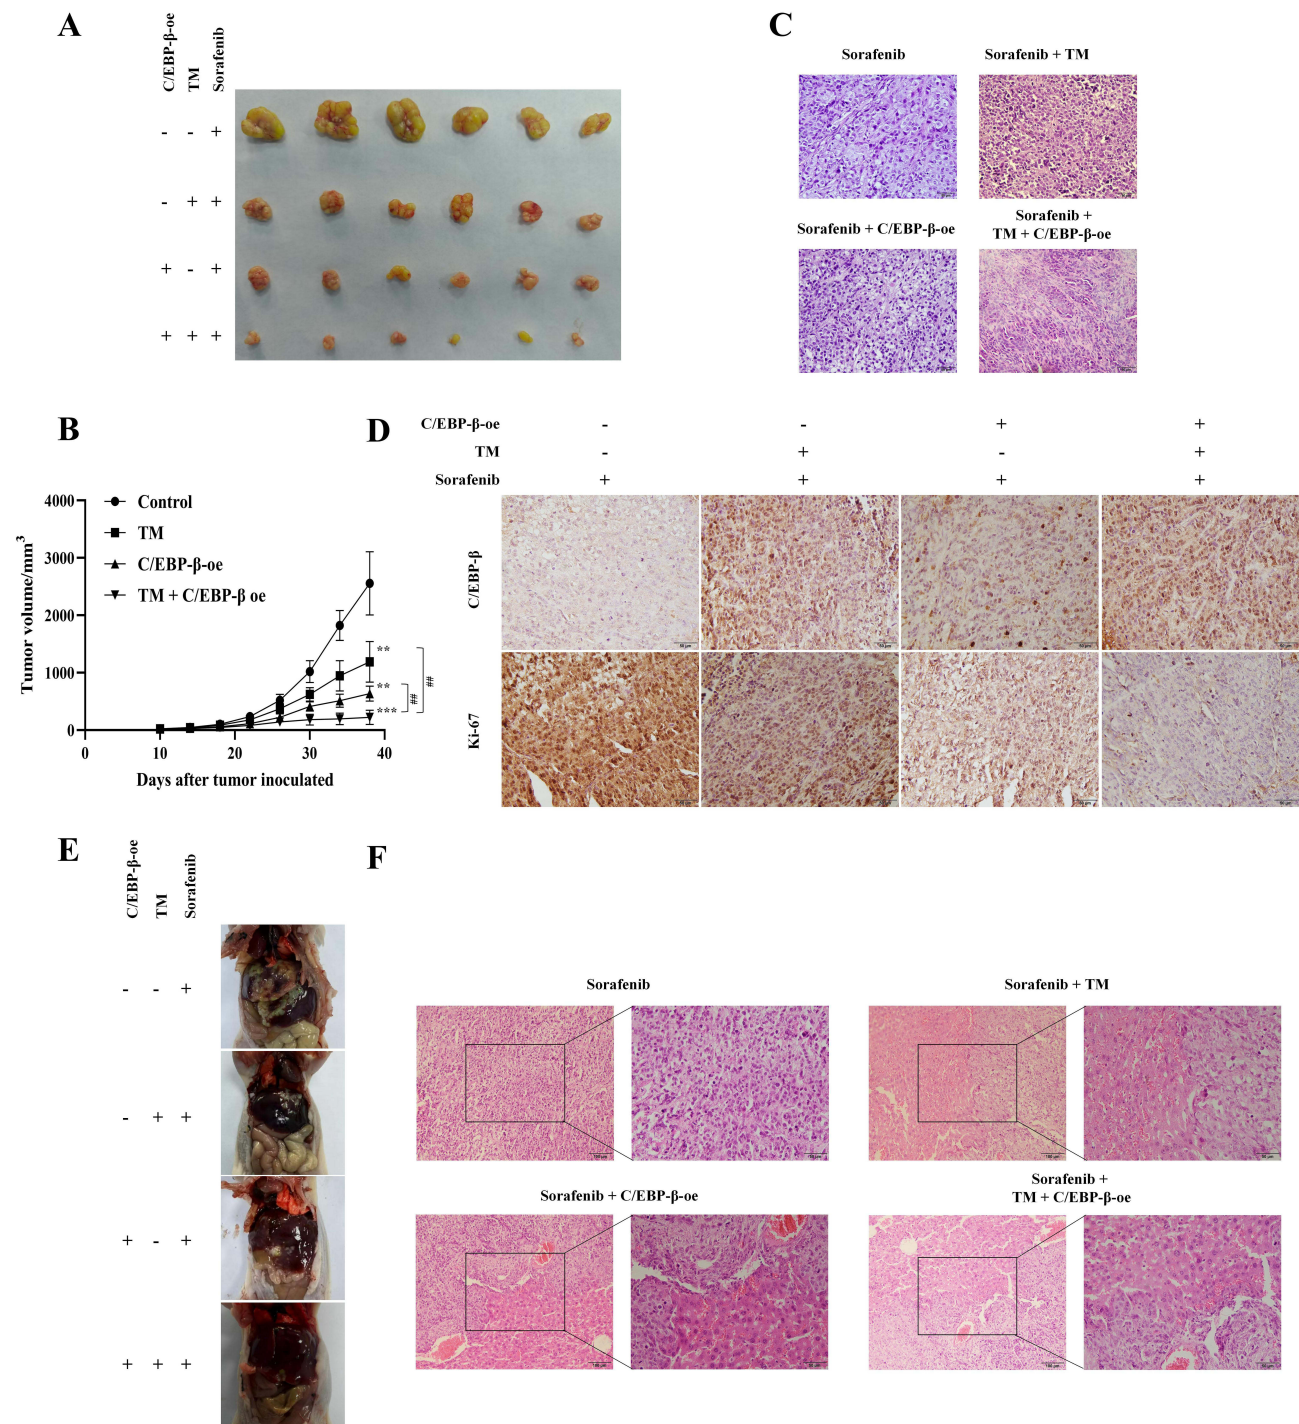 A
C/EBP-β-oe
TM
Sorafenib
- - +
- + +
+ - +
+ + +
C
Sorafenib
Sorafenib + TM
Sorafenib + C/EBP-β-oe
Sorafenib +
TM + C/EBP-β-oe
B
Control
TM
C/EBP-β-oe
TM + C/EBP-β oe
Tumor volume/mm³
4000
3000
2000
1000
0
0 10 20 30 40
Days after tumor inoculated
**
**
***
##
##
D
C/EBP-β-oe - - + +
TM - + - +
Sorafenib + + + +
C/EBP-β
Ki-67
E
C/EBP-β-oe
TM
Sorafenib
- - +
- + +
+ - +
+ + +
F
Sorafenib
Sorafenib + TM
Sorafenib + C/EBP-β-oe
Sorafenib +
TM + C/EBP-β-oe